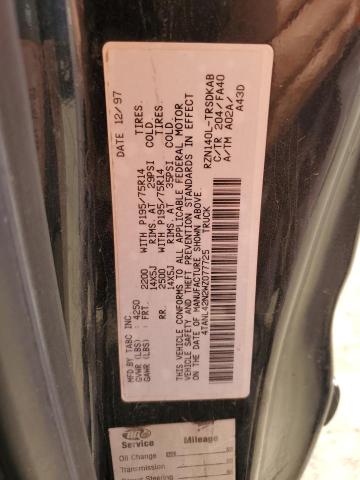 MFD BY TABC INC DATE 12/97
GVWR (LBS) : 4250
GAWR (LBS) : FRT. 2200 WITH P195/75R14 TIRES.
14X5J RIMS. AT 29PSI COLD.
RR. 2500 WITH P195/75R14 TIRES.
14X5J RIMS. AT 35PSI COLD.
THIS VEHICLE CONFORMS TO ALL APPLICABLE FEDERAL MOTOR
VEHICLE SAFETY AND THEFT PREVENTION STANDARDS IN EFFECT
ON THE DATE OF MANUFACTURE SHOWN ABOVE.
4TANL42N2WZ077725 TRUCK
RZN140L-TRSDKAB
C/TR 204/FA40
A/TM A02A/
A43D
Service Mileage
Oil Change
Transmission
Power Steering